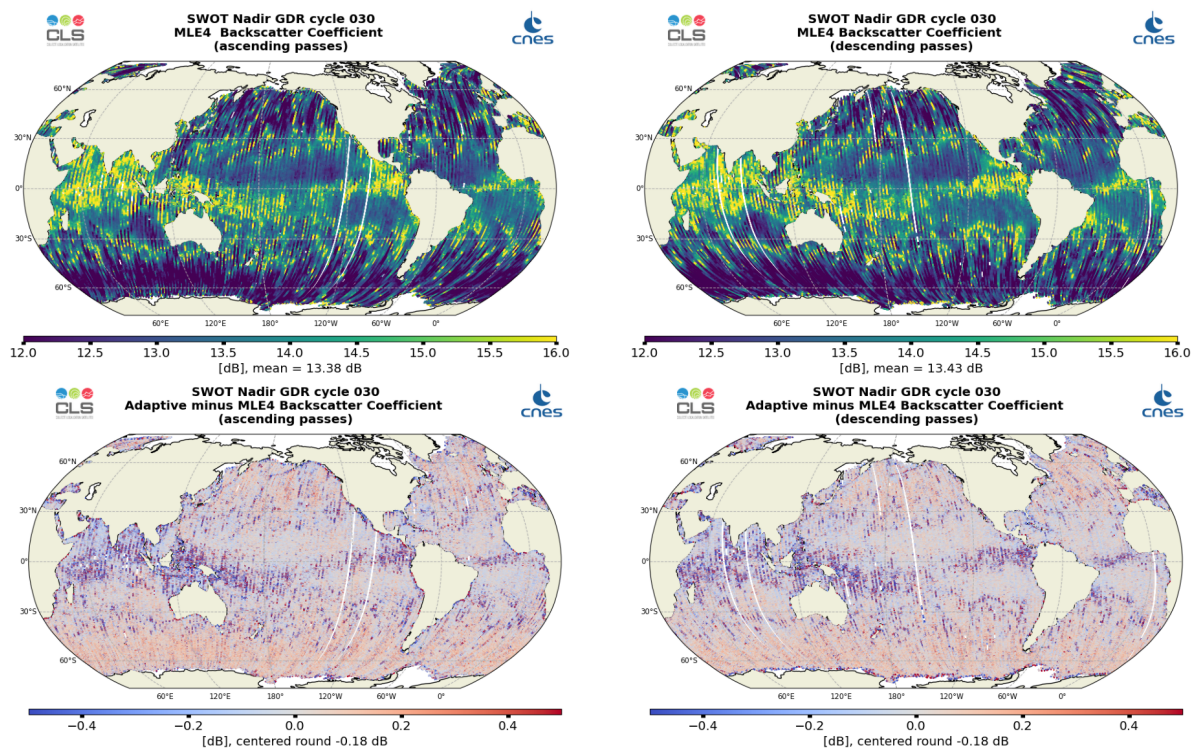 SWOT Nadir GDR cycle 030
MLE4 Backscatter Coefficient
(ascending passes)
CLS
cnes
60°N
30°N
0°
30°S
60°S
60°E 120°E 180° 120°W 60°W 0°
12.0 12.5 13.0 13.5 14.0 14.5 15.0 15.5 16.0
[dB], mean = 13.38 dB
SWOT Nadir GDR cycle 030
MLE4 Backscatter Coefficient
(descending passes)
CLS
cnes
60°N
30°N
0°
30°S
60°S
60°E 120°E 180° 120°W 60°W 0°
12.0 12.5 13.0 13.5 14.0 14.5 15.0 15.5 16.0
[dB], mean = 13.43 dB
SWOT Nadir GDR cycle 030
Adaptive minus MLE4 Backscatter Coefficient
(ascending passes)
CLS
cnes
60°N
30°N
0°
30°S
60°S
60°E 120°E 180° 120°W 60°W 0°
−0.4 −0.2 0.0 0.2 0.4
[dB], centered round -0.18 dB
SWOT Nadir GDR cycle 030
Adaptive minus MLE4 Backscatter Coefficient
(descending passes)
CLS
cnes
60°N
30°N
0°
30°S
60°S
60°E 120°E 180° 120°W 60°W 0°
−0.4 −0.2 0.0 0.2 0.4
[dB], centered round -0.18 dB